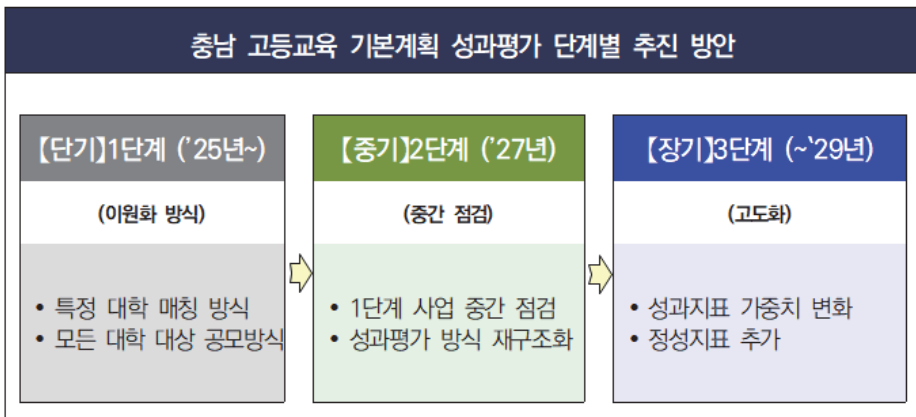 충남 고등교육 기본계획 성과평가 단계별 추진 방안
【단기】1단계 ('25년~)
(이원화 방식)
• 특정 대학 매칭 방식
• 모든 대학 대상 공모방식
【중기】2단계 ('27년)
(중간 점검)
• 1단계 사업 중간 점검
• 성과평가 방식 재구조화
【장기】3단계 (~‵29년)
(고도화)
• 성과지표 가중치 변화
• 정성지표 추가